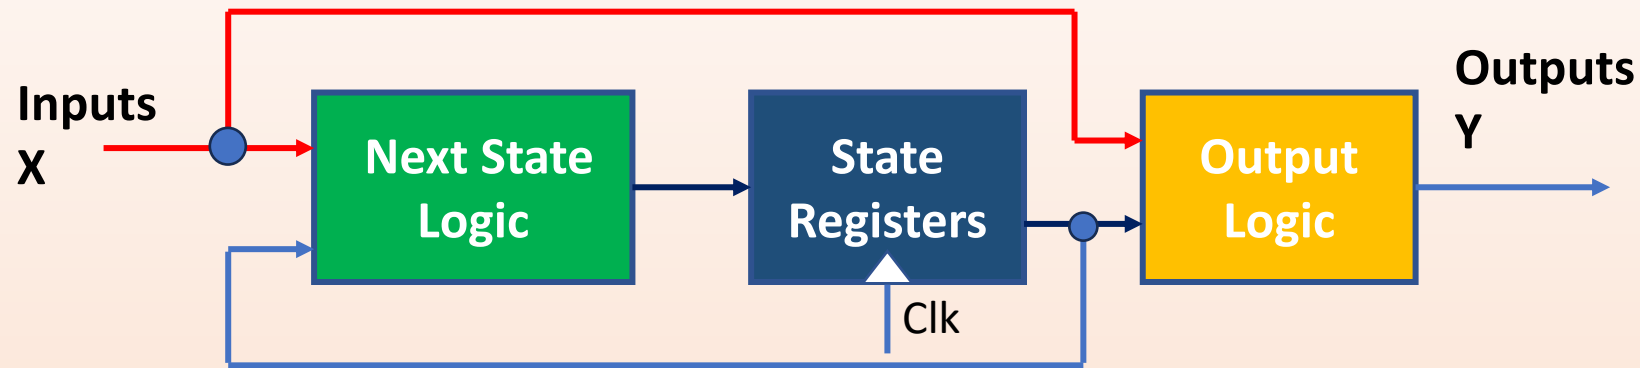 Inputs
X
Next State
Logic
State
Registers
Clk
Output
Logic
Outputs
Y